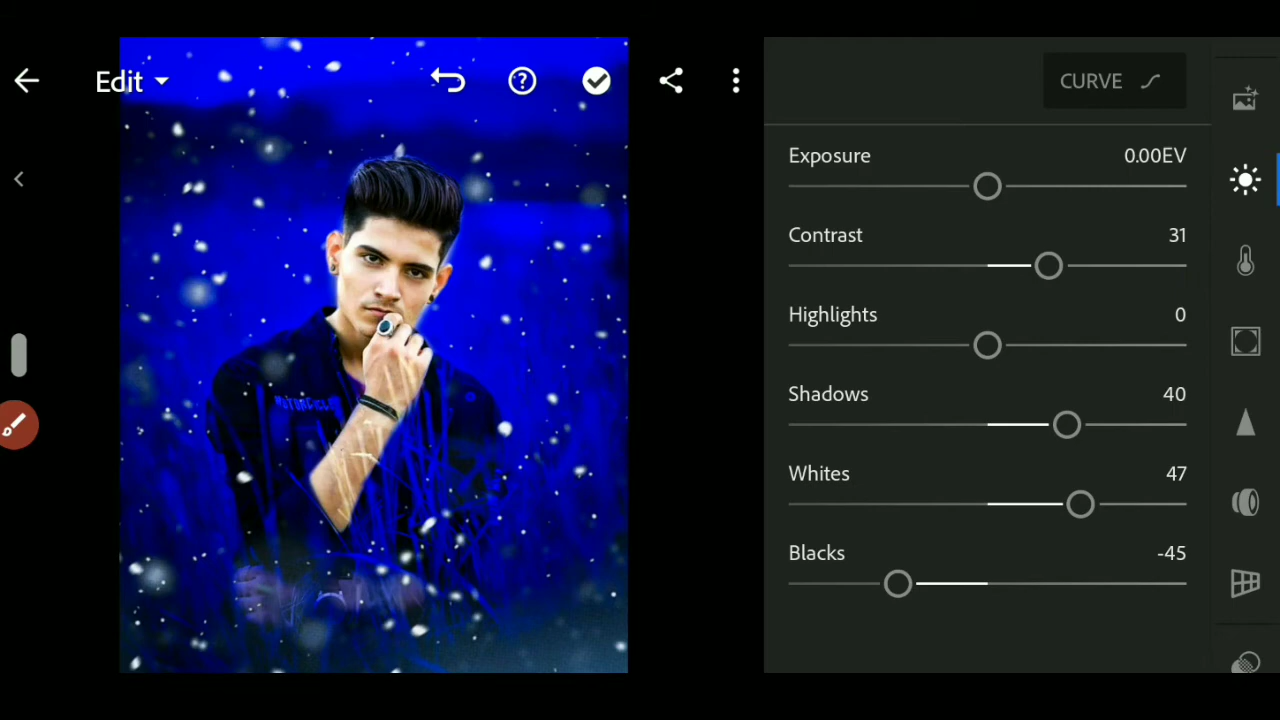 Edit
CURVE
Exposure 0.00EV
Contrast 31
Highlights 0
Shadows 40
Whites 47
Blacks -45